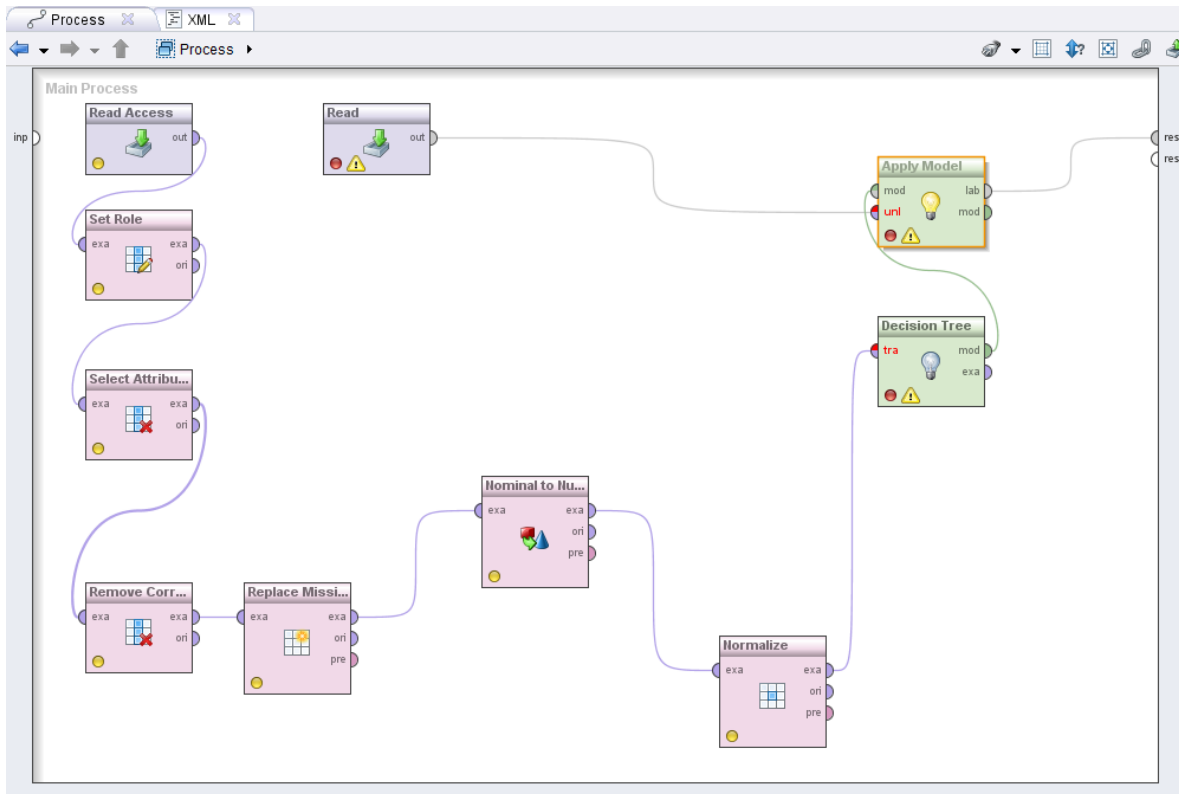 Process
XML
Process
Main Process
inp
Read Access
out
Read
out
res
res
Apply Model
mod
lab
unl
mod
Set Role
exa
exa
ori
Decision Tree
tra
mod
exa
Select Attribu...
exa
exa
ori
Nominal to Nu...
exa
exa
ori
pre
Remove Corr...
exa
exa
ori
Replace Missi...
exa
exa
ori
pre
Normalize
exa
exa
ori
pre